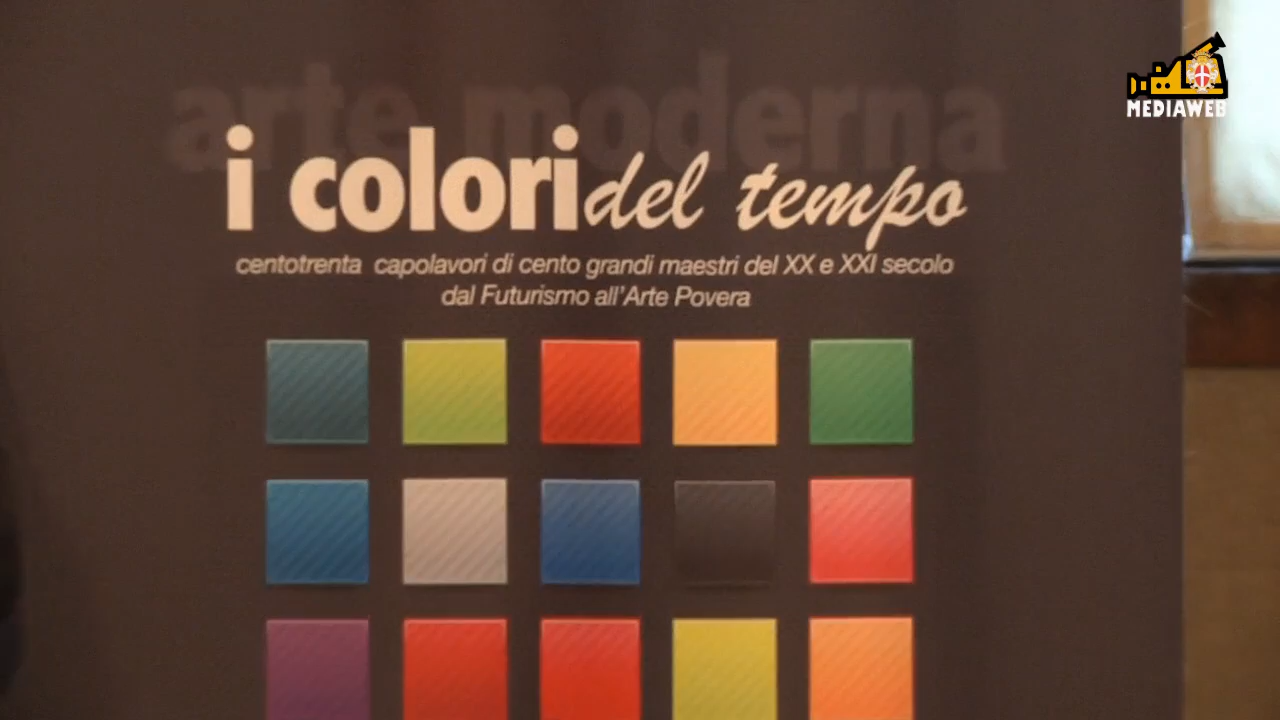 arte moderna
i colori del tempo
centotrenta capolavori di cento grandi maestri del XX e XXI secolo
dal Futurismo all'Arte Povera
MEDIAWEB